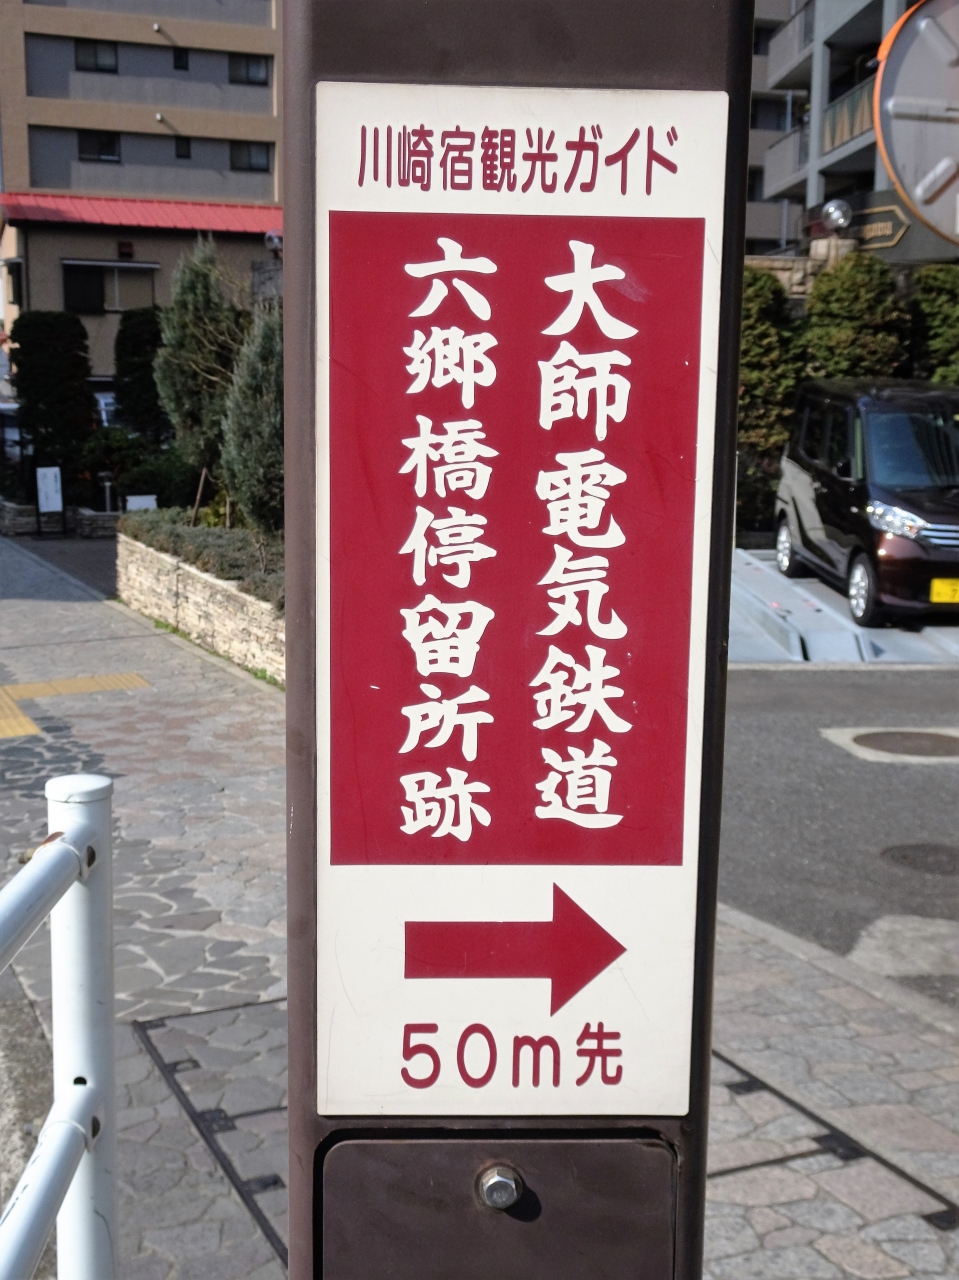 川崎宿観光ガイド
大師電気鉄道
六郷橋停留所跡
50m先